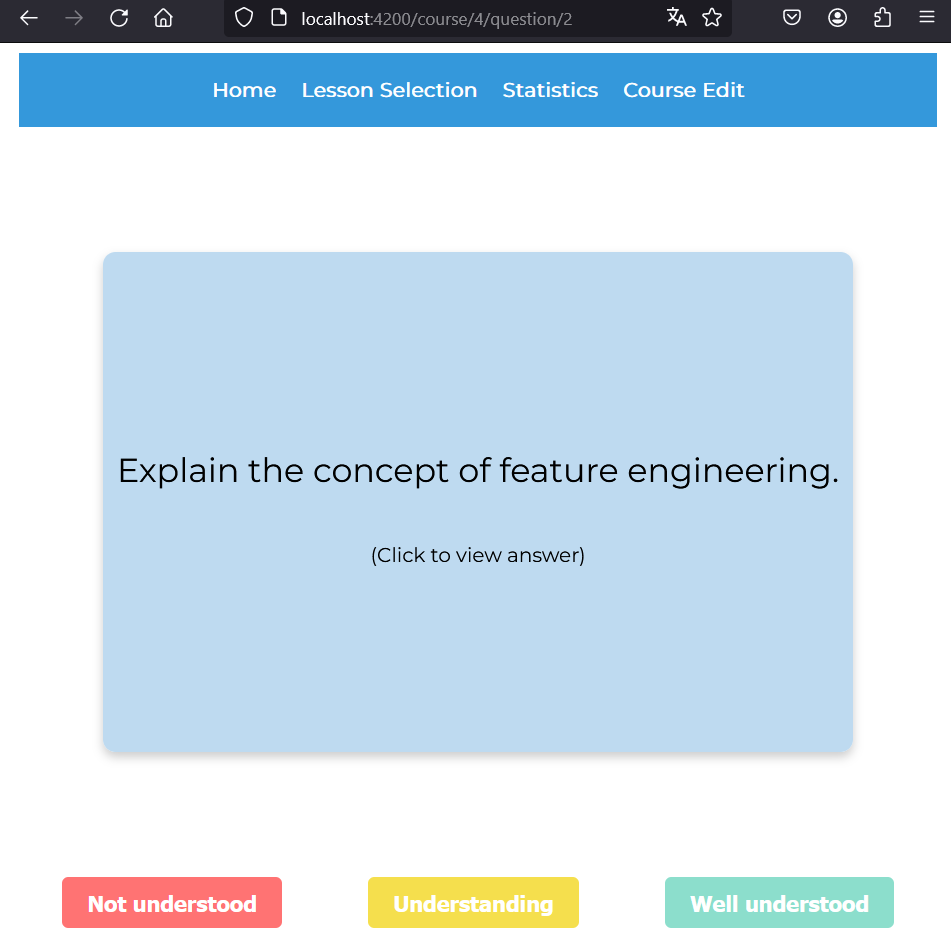 localhost:4200/course/4/question/2
Home Lesson Selection Statistics Course Edit
Explain the concept of feature engineering.
(Click to view answer)
Not understood Understanding Well understood